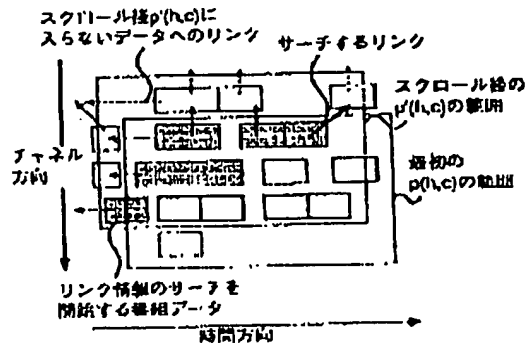 スクロール後p'(h,c)に
入らないデータへのリンク
サーチするリンク
スクロール後の
p'(h,c)の範囲
チャネル
方向
最初の
p(h,c)の範囲
リンク情報のサーチを
開始する番組データ
時間方向